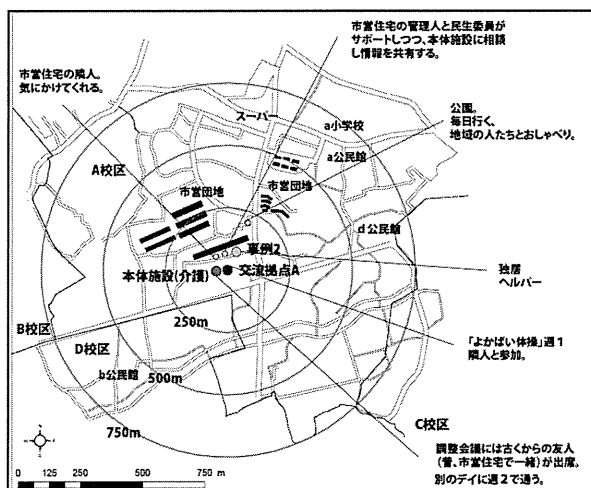 市営住宅の管理人と民生委員が
サポートしつつ、本体施設に相談
し情報を共有する。
市営住宅の隣人。
気にかけてくれる。
スーパー
a小学校
公園。
毎日行く、
地域の人たちとおしゃべり。
a公民館
A校区
市営団地
市営団地
d公民館
事例2
本体施設(介護)
交流拠点A
独居
ヘルパー
250m
B校区
D校区
「よかばい体操」週1
隣人と参加。
b公民館
500m
C校区
750m
調整会議には古くからの友人
(昔、市営住宅で一緒)が出席。
別のデイに週2で通う。
0 125 250 500 750 m